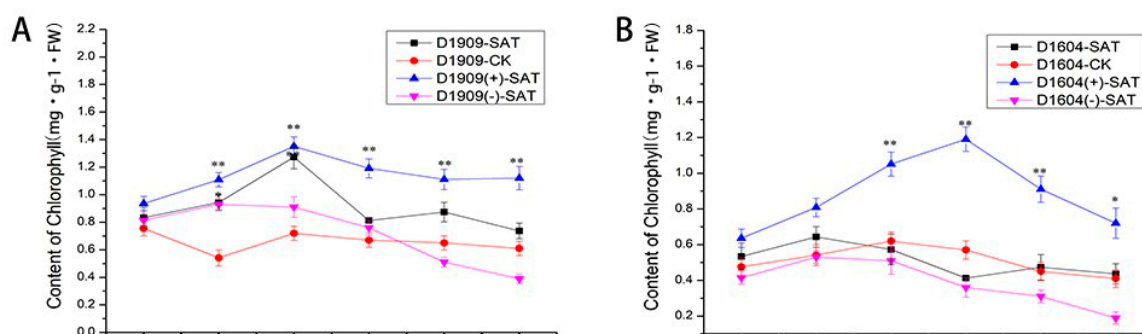 A
Content of Chlorophyll(mg · g-1 · FW)
2.2
2.0
1.8
1.6
1.4
1.2
1.0
0.8
0.6
0.4
0.2
0.0
D1909-SAT
D1909-CK
D1909(+)-SAT
D1909(-)-SAT
**
**
**
*
**
**
**
B
Content of Chlorophyll(mg · g-1 · FW)
1.8
1.6
1.4
1.2
1.0
0.8
0.6
0.4
0.2
0.0
D1604-SAT
D1604-CK
D1604(+)-SAT
D1604(-)-SAT
**
**
**
*